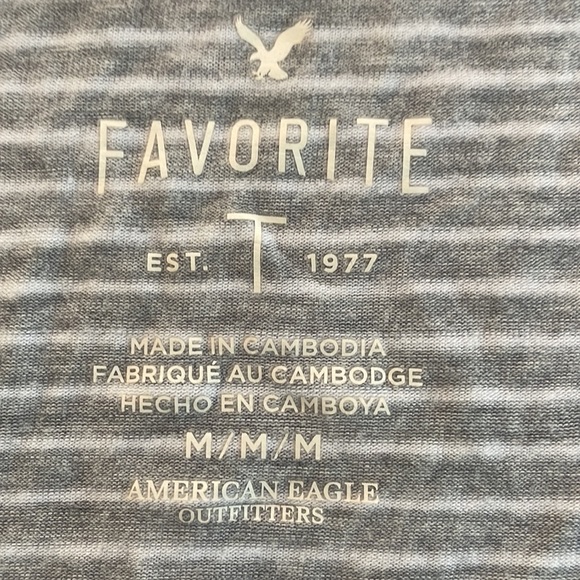 FAVORITE
T
EST. 1977
MADE IN CAMBODIA
FABRIQUÉ AU CAMBODGE
HECHO EN CAMBOYA
M/M/M
AMERICAN EAGLE
OUTFITTERS